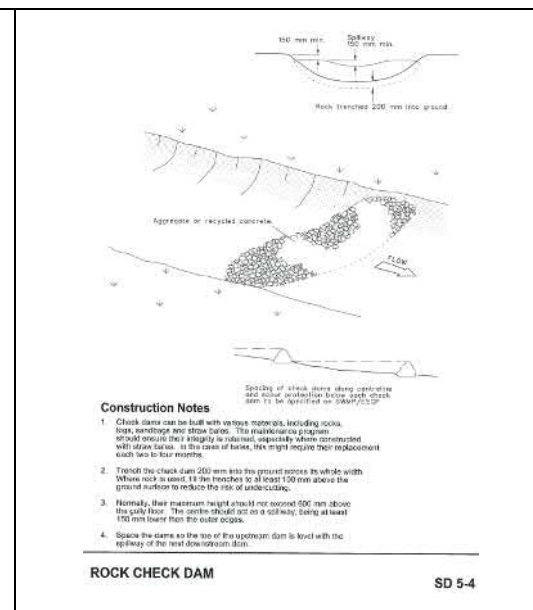 150 mm min.
Spillway
150 mm min.
Rock trenched 200 mm into ground
Aggregate or recycled concrete
FLOW
Spacing of check dams along centreline
and scour protection below each check
dam to be specified on SWMP/ESCP
Construction Notes
1. Check dams can be built with various materials, including rocks,
logs, sandbags and straw bales. The maintenance program
should ensure their integrity is retained, especially where constructed
with straw bales. In the case of bales, this might require their replacement
each two to four months.
2. Trench the check dam 200 mm into the ground across its whole width.
Where rock is used, fill the trenches to at least 100 mm above the
ground surface to reduce the risk of undercutting.
3. Normally, their maximum height should not exceed 600 mm above
the gully floor. The centre should act as a spillway, being at least
150 mm lower than the outer edges.
4. Space the dams so the toe of the upstream dam is level with the
spillway of the next downstream dam.
ROCK CHECK DAM
SD 5-4